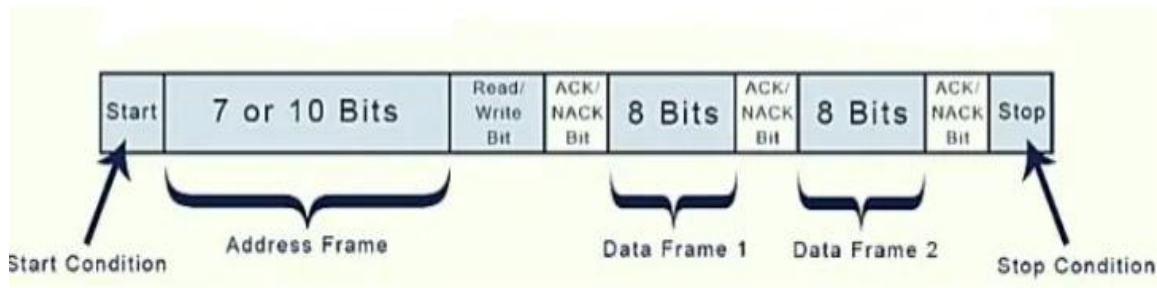 Start
7 or 10 Bits
Read/
Write
Bit
ACK/
NACK
Bit
8 Bits
ACK/
NACK
Bit
8 Bits
ACK/
NACK
Bit
Stop
Start Condition
Address Frame
Data Frame 1
Data Frame 2
Stop Condition